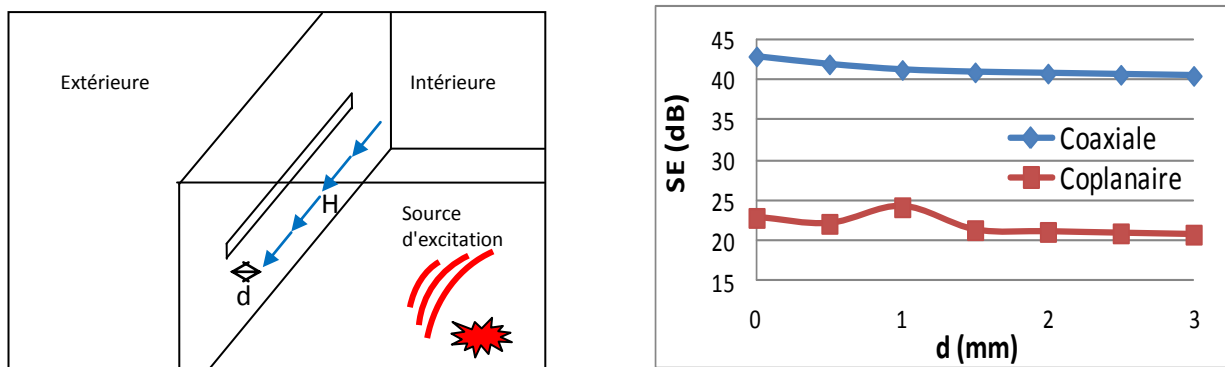 Extérieure
Intérieure
H
Source
d'excitation
d
SE (dB)
45
40
35
30
25
20
15
Coaxiale
Coplanaire
0
1
2
3
d (mm)